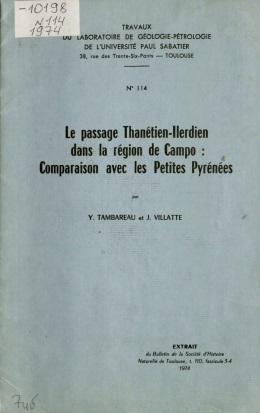 -10198
N 114
1974
TRAVAUX
DU LABORATOIRE DE GÉOLOGIE-PÉTROLOGIE
DE L'UNIVERSITÉ PAUL SABATIER
38, rue des Trente-Six-Ponts — TOULOUSE
N° 114
Le passage Thanétien-Ilerdien
dans la région de Campo :
Comparaison avec les Petites Pyrénées
par
Y. TAMBAREAU et J. VILLATTE
EXTRAIT
du Bulletin de la Société d'Histoire
Naturelle de Toulouse, t. 110, fascicule 3-4
1974